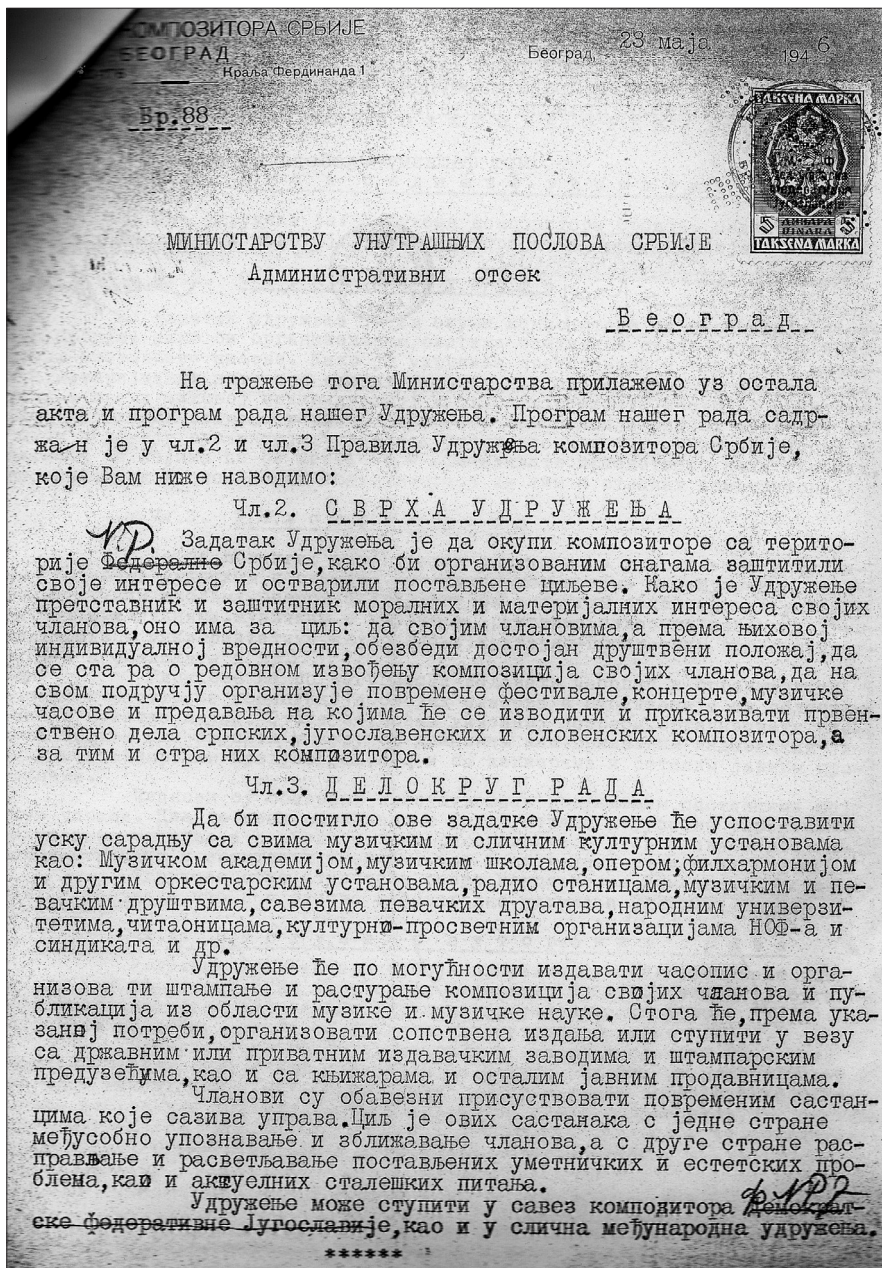 КОМПОЗИТОРА СРБИЈЕ
БЕОГРАД
Краља Фердинанда 1
Београд, 23 маја 1946
Бр.88
ТАКСЕНА МАРКА
5 ДИНАРА 5
DINARA
TAKSENA MARKA
МИНИСТАРСТВУ УНУТРАШЊИХ ПОСЛОВА СРБИЈЕ
Административни отсек
Београд
На тражење тога Министарства прилажемо уз остала
акта и програм рада нашег Удружења. Програм нашег рада садр-
жан је у чл.2 и чл.3 Правила Удружења композитора Србије,
које Вам ниже наводимо:
Чл.2. СВРХА УДРУЖЕЊА
Н.Р.
Задатак Удружења је да окупи композиторе са терито-
рије Федералне Србије,како би организованим снагама заштитили
своје интересе и остварили постављене циљеве. Како је Удружење
претставник и заштитник моралних и материјалних интереса својих
чланова,оно има за циљ: да својим члановима,а према њиховој
индивидуалној вредности,обезбеди достојан друштвени положај,да
се ста ра о редовном извођењу композиција својих чланова,да на
свом подручју организује повремене фестивале,концерте,музичке
часове и предавања на којима ће се изводити и приказивати првен-
ствено дела српских,југославенских и словенских композитора,а
за тим и стра них композитора.
Чл.3. ДЕЛОКРУГ РАДА
Да би постигло ове задатке Удружење ће успоставити
уску сарадњу са свима музичким и сличним културним установама
као: Музичком академијом,музичким школама,опером;филхармонијом
и другим оркестарским установама,радио станицама,музичким и пе-
вачким друштвима,савезима певачких друатава,народним универзи-
тетима,читаоницама,културно-просветним организацијама НОФ-а и
синдиката и др.
Удружење ће по могућности издавати часопис и орга-
низова ти штампање и растурање композиција својих чланова и пу-
бликација из области музике и музичке науке. Стога ће,према ука-
заној потреби,организовати сопствена издања или ступити у везу
са државним или приватним издавачким заводима и штампарским
предузећима,као и са књижарама и осталим јавним продавницама.
Чланови су обавезни присуствовати повременим састан-
цима које сазива управа.Циљ је ових састанака с једне стране
међусобно упознавање и зближавање чланова,а с друге стране рас-
прављање и расветљавање постављених уметничких и естетских про-
блема,као и актуелних сталешких питања.
Удружење може ступити у савез композитора Демократ-
ске федеративне Југославије,као и у слична међународна удружења.
******